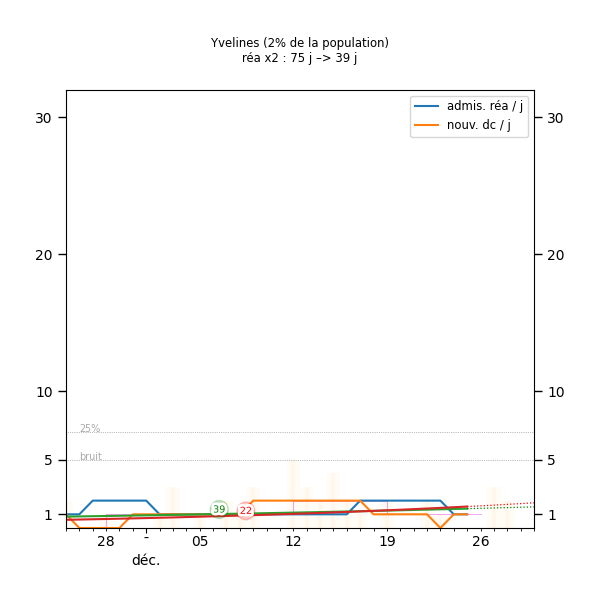 Yvelines (2% de la population)
réa x2 : 75 j –> 39 j
admis. réa / j
nouv. dc / j
30 30
20 20
10 10
25%
bruit
5 5
39 22
1 1
28 - 05 12 19 26
déc.